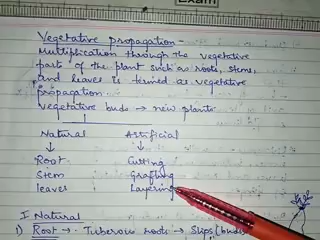 Exam
Vegetative propagation -
Multiplication through the vegetative
parts of the plant such as roots, stems,
and leaves is termed as vegetative
propagation.
vegetative buds → new plants
Natural Artificial
↓ ↓
Root Cutting
Stem Grafting
leaves Layering
I Natural
1) Root → Tuberous roots → Slips (buds)